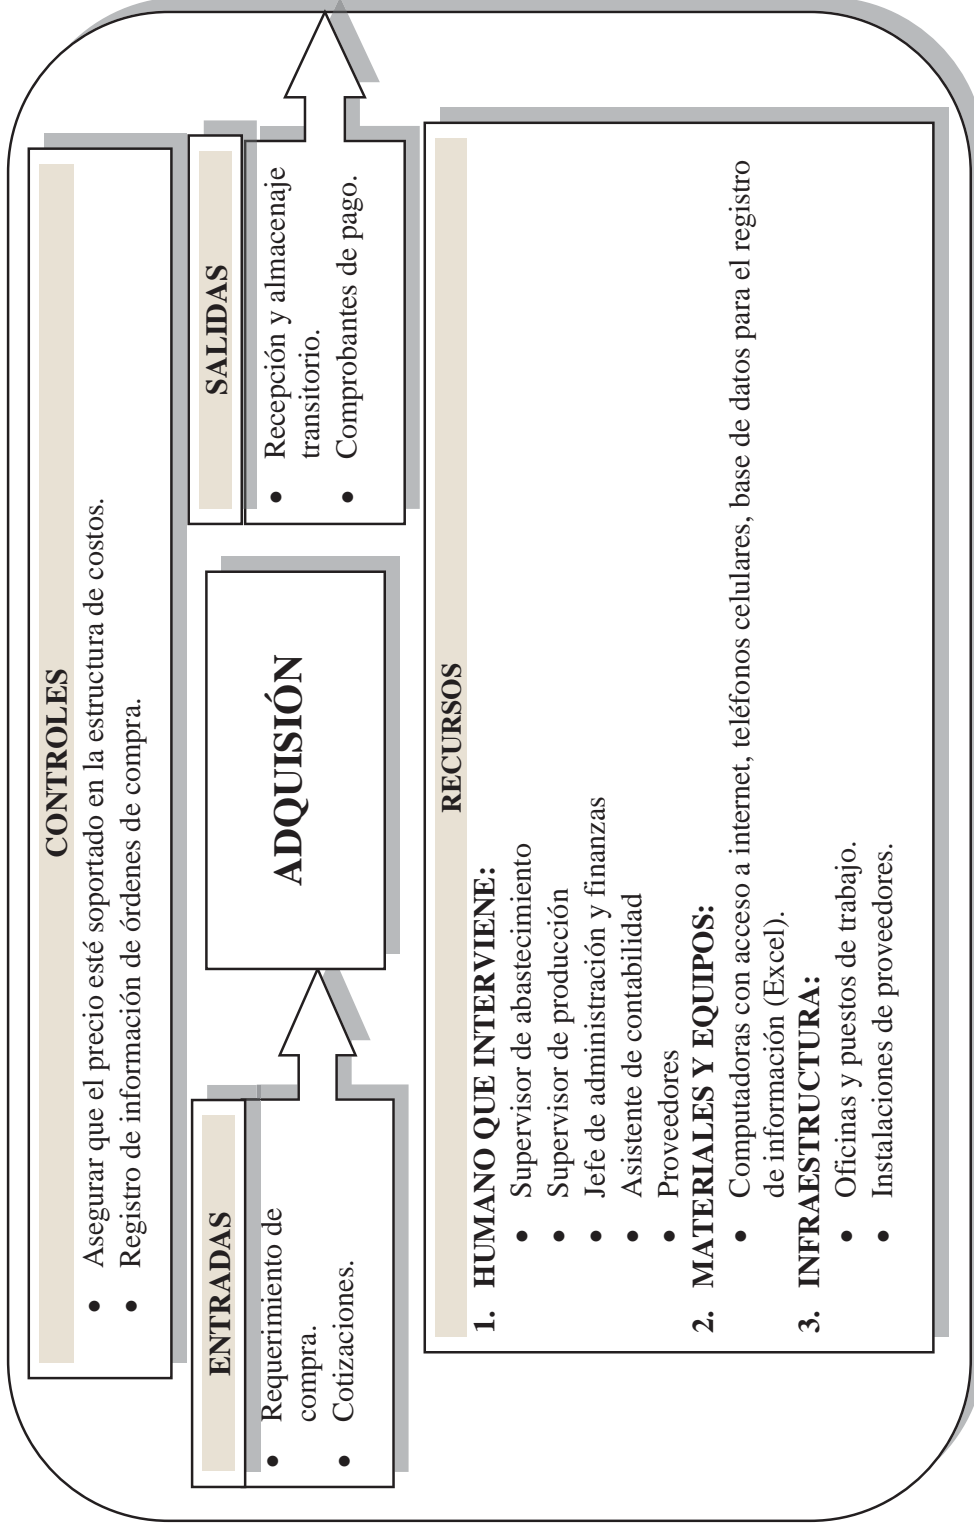 CONTROLES
• Asegurar que el precio esté soportado en la estructura de costos.
• Registro de información de órdenes de compra.
ENTRADAS
• Requerimiento de
compra.
• Cotizaciones.
ADQUISIÓN
SALIDAS
• Recepción y almacenaje
transitorio.
• Comprobantes de pago.
RECURSOS
1. HUMANO QUE INTERVIENE:
• Supervisor de abastecimiento
• Supervisor de producción
• Jefe de administración y finanzas
• Asistente de contabilidad
• Proveedores
2. MATERIALES Y EQUIPOS:
• Computadoras con acceso a internet, teléfonos celulares, base de datos para el registro
de información (Excel).
3. INFRAESTRUCTURA:
• Oficinas y puestos de trabajo.
• Instalaciones de proveedores.